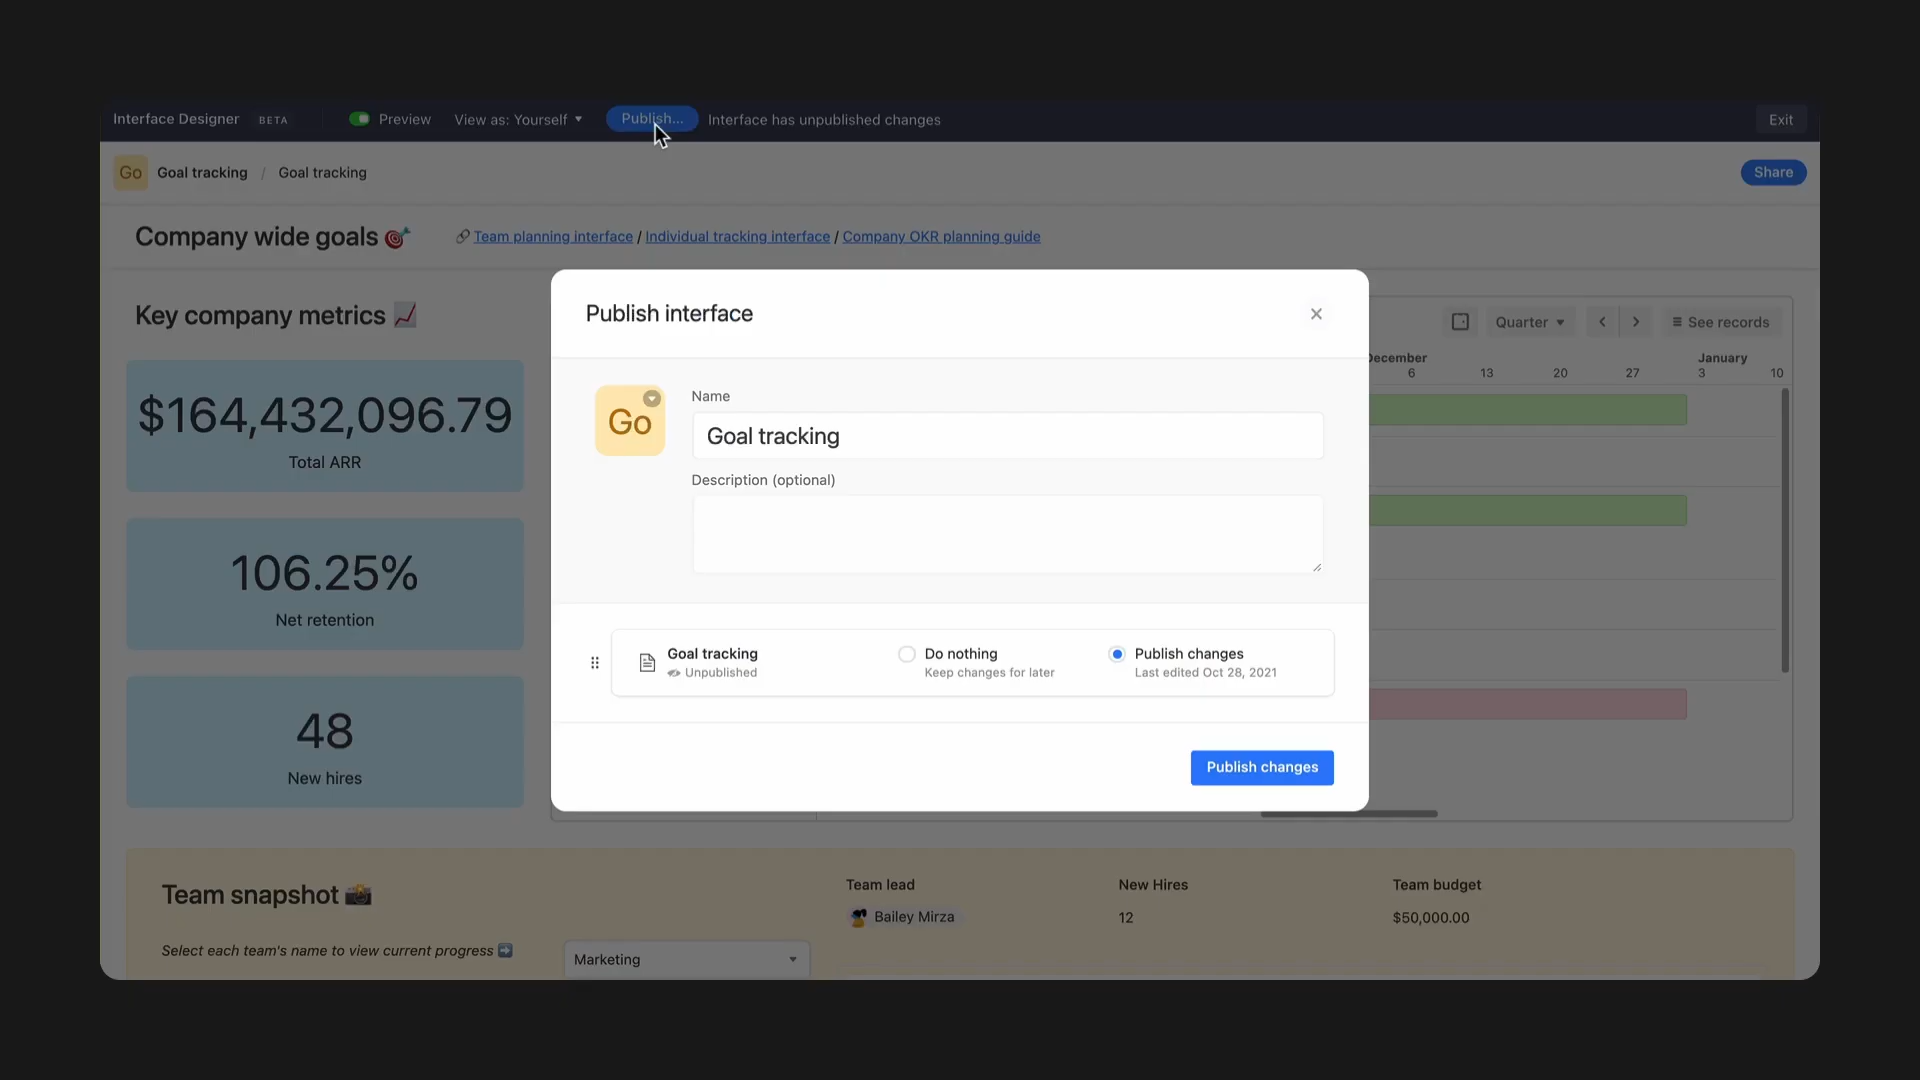 Interface Designer BETA Preview View as: Yourself Publish... Interface has unpublished changes Exit
Go Goal tracking / Goal tracking Share
Company wide goals Team planning interface / Individual tracking interface / Company OKR planning guide
Key company metrics
$164,432,096.79
Total ARR
106.25%
Net retention
48
New hires
Quarter See records
December January
6 13 20 27 3 10
Publish interface
Go
Name
Goal tracking
Description (optional)
Goal tracking
Unpublished
Do nothing
Keep changes for later
Publish changes
Last edited Oct 28, 2021
Publish changes
Team snapshot
Select each team's name to view current progress
Marketing
Team lead New Hires Team budget
Bailey Mirza 12 $50,000.00